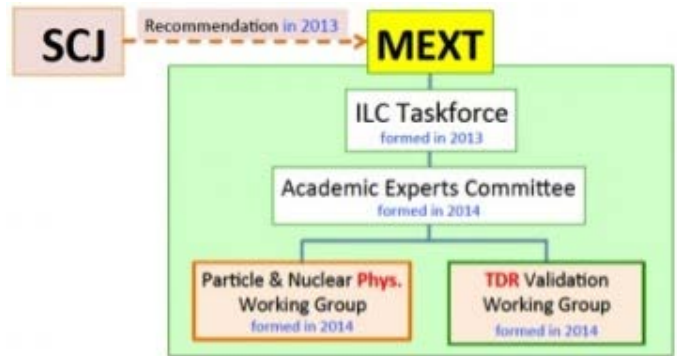 SCJ
Recommendation in 2013
MEXT
ILC Taskforce
formed in 2013
Academic Experts Committee
formed in 2014
Particle & Nuclear Phys.
Working Group
formed in 2014
TDR Validation
Working Group
formed in 2014